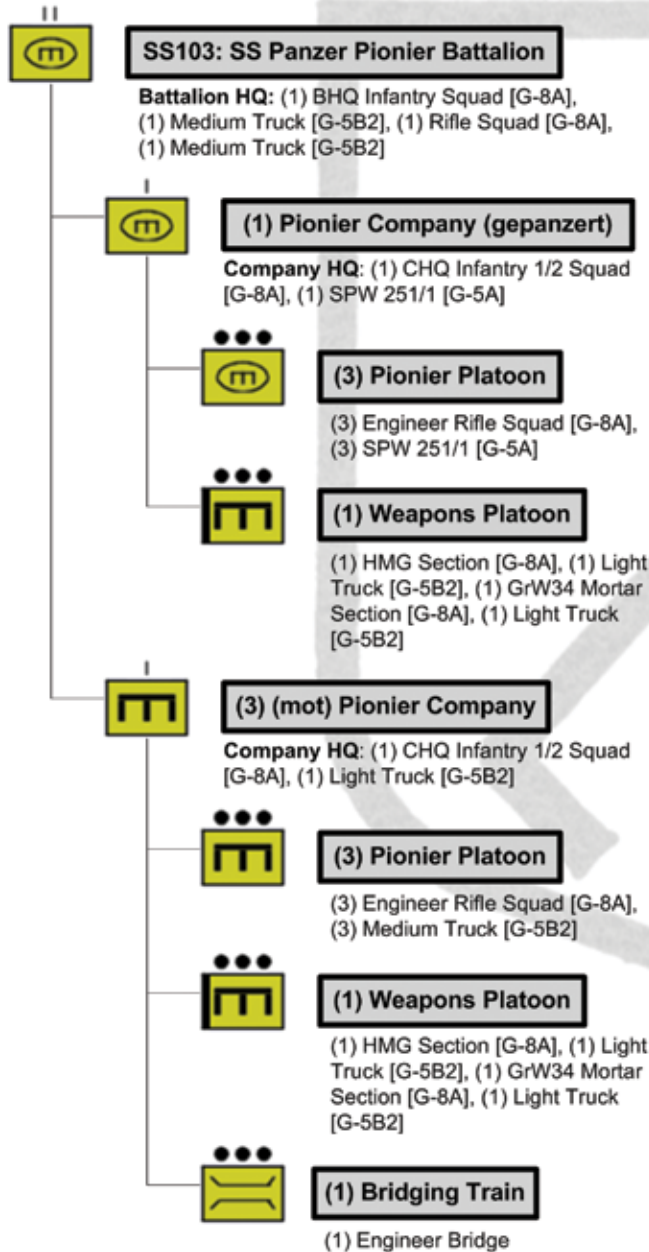 SS103: SS Panzer Pionier Battalion
Battalion HQ: (1) BHQ Infantry Squad [G-8A],
(1) Medium Truck [G-5B2], (1) Rifle Squad [G-8A],
(1) Medium Truck [G-5B2]
(1) Pionier Company (gepanzert)
Company HQ: (1) CHQ Infantry 1/2 Squad
[G-8A], (1) SPW 251/1 [G-5A]
(3) Pionier Platoon
(3) Engineer Rifle Squad [G-8A],
(3) SPW 251/1 [G-5A]
(1) Weapons Platoon
(1) HMG Section [G-8A], (1) Light
Truck [G-5B2], (1) GrW34 Mortar
Section [G-8A], (1) Light Truck
[G-5B2]
(3) (mot) Pionier Company
Company HQ: (1) CHQ Infantry 1/2 Squad
[G-8A], (1) Light Truck [G-5B2]
(3) Pionier Platoon
(3) Engineer Rifle Squad [G-8A],
(3) Medium Truck [G-5B2]
(1) Weapons Platoon
(1) HMG Section [G-8A], (1) Light
Truck [G-5B2], (1) GrW34 Mortar
Section [G-8A], (1) Light Truck
[G-5B2]
(1) Bridging Train
(1) Engineer Bridge